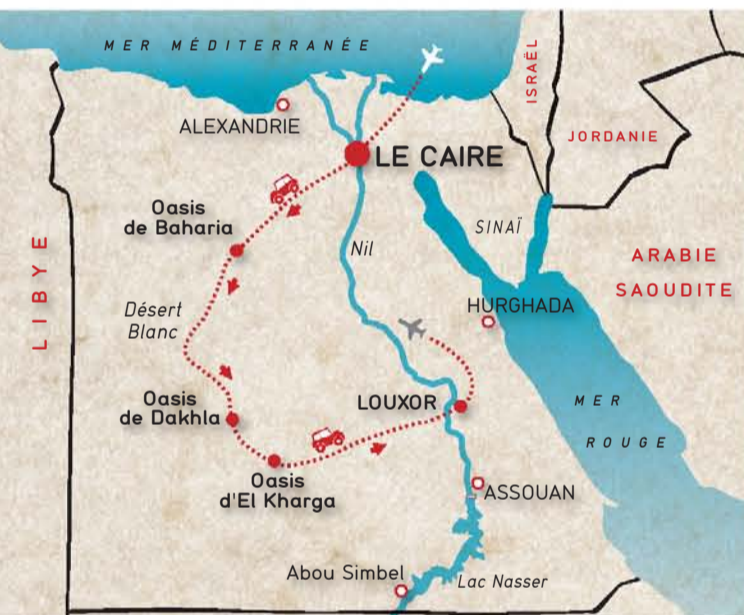 MER MÉDITERRANÉE
ISRAËL
ALEXANDRIE
JORDANIE
LE CAIRE
Oasis
de Baharia
SINAÏ
Nil
LIBYE
ARABIE
SAOUDITE
Désert
Blanc
HURGHADA
Oasis
de Dakhla
LOUXOR
MER
ROUGE
Oasis
d'El Kharga
ASSOUAN
Abou Simbel
Lac Nasser